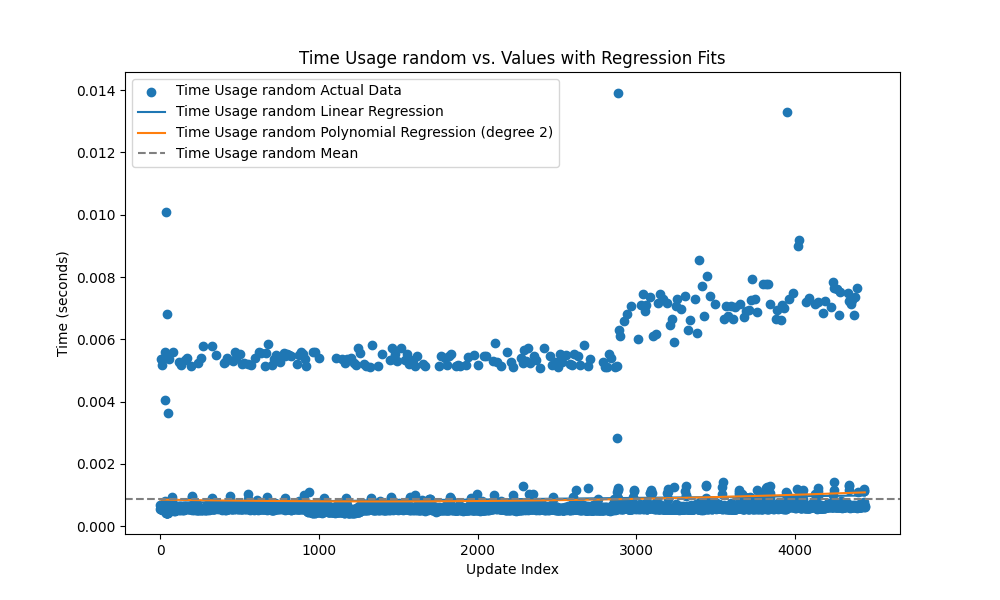 Time Usage random vs. Values with Regression Fits
Time Usage random Actual Data
Time Usage random Linear Regression
Time Usage random Polynomial Regression (degree 2)
Time Usage random Mean
Time (seconds)
0.014
0.012
0.010
0.008
0.006
0.004
0.002
0.000
0
1000
2000
3000
4000
Update Index